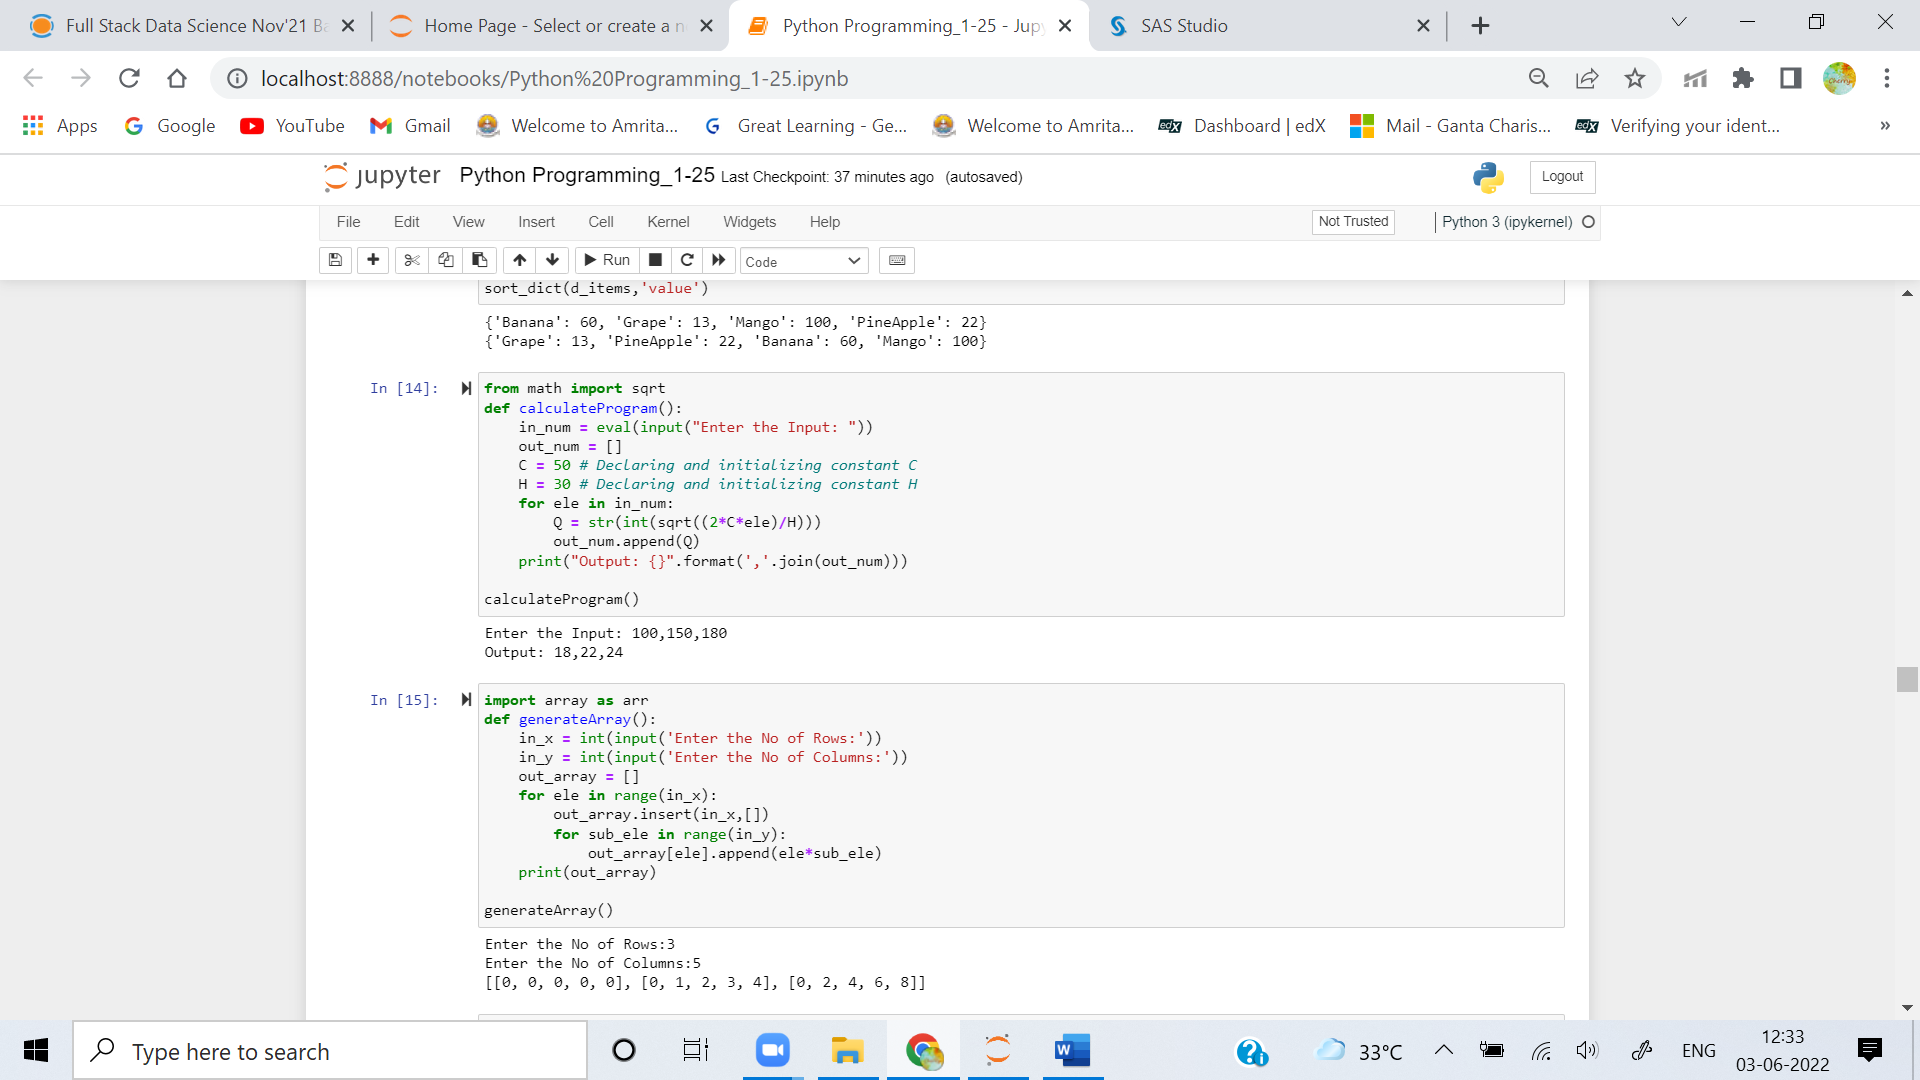 Full Stack Data Science Nov'21 Ba
Home Page - Select or create a n
Python Programming_1-25 - Jupy
SAS Studio
localhost:8888/notebooks/Python%20Programming_1-25.ipynb
Apps Google YouTube Gmail Welcome to Amrita... Great Learning - Ge... Welcome to Amrita... edX Dashboard | edX Mail - Ganta Charis... edX Verifying your ident... »
jupyter Python Programming_1-25 Last Checkpoint: 37 minutes ago (autosaved) Logout
File Edit View Insert Cell Kernel Widgets Help Not Trusted Python 3 (ipykernel)
Run Code
sort_dict(d_items,'value')
{'Banana': 60, 'Grape': 13, 'Mango': 100, 'PineApple': 22}
{'Grape': 13, 'PineApple': 22, 'Banana': 60, 'Mango': 100}
In [14]: from math import sqrt
def calculateProgram():
    in_num = eval(input("Enter the Input: "))
    out_num = []
    C = 50 # Declaring and initializing constant C
    H = 30 # Declaring and initializing constant H
    for ele in in_num:
        Q = str(int(sqrt((2*C*ele)/H)))
        out_num.append(Q)
    print("Output: {}".format(','.join(out_num)))
calculateProgram()
Enter the Input: 100,150,180
Output: 18,22,24
In [15]: import array as arr
def generateArray():
    in_x = int(input('Enter the No of Rows:'))
    in_y = int(input('Enter the No of Columns:'))
    out_array = []
    for ele in range(in_x):
        out_array.insert(in_x,[])
        for sub_ele in range(in_y):
            out_array[ele].append(ele*sub_ele)
    print(out_array)
generateArray()
Enter the No of Rows:3
Enter the No of Columns:5
[[0, 0, 0, 0, 0], [0, 1, 2, 3, 4], [0, 2, 4, 6, 8]]
Type here to search
33°C
ENG
12:33
03-06-2022